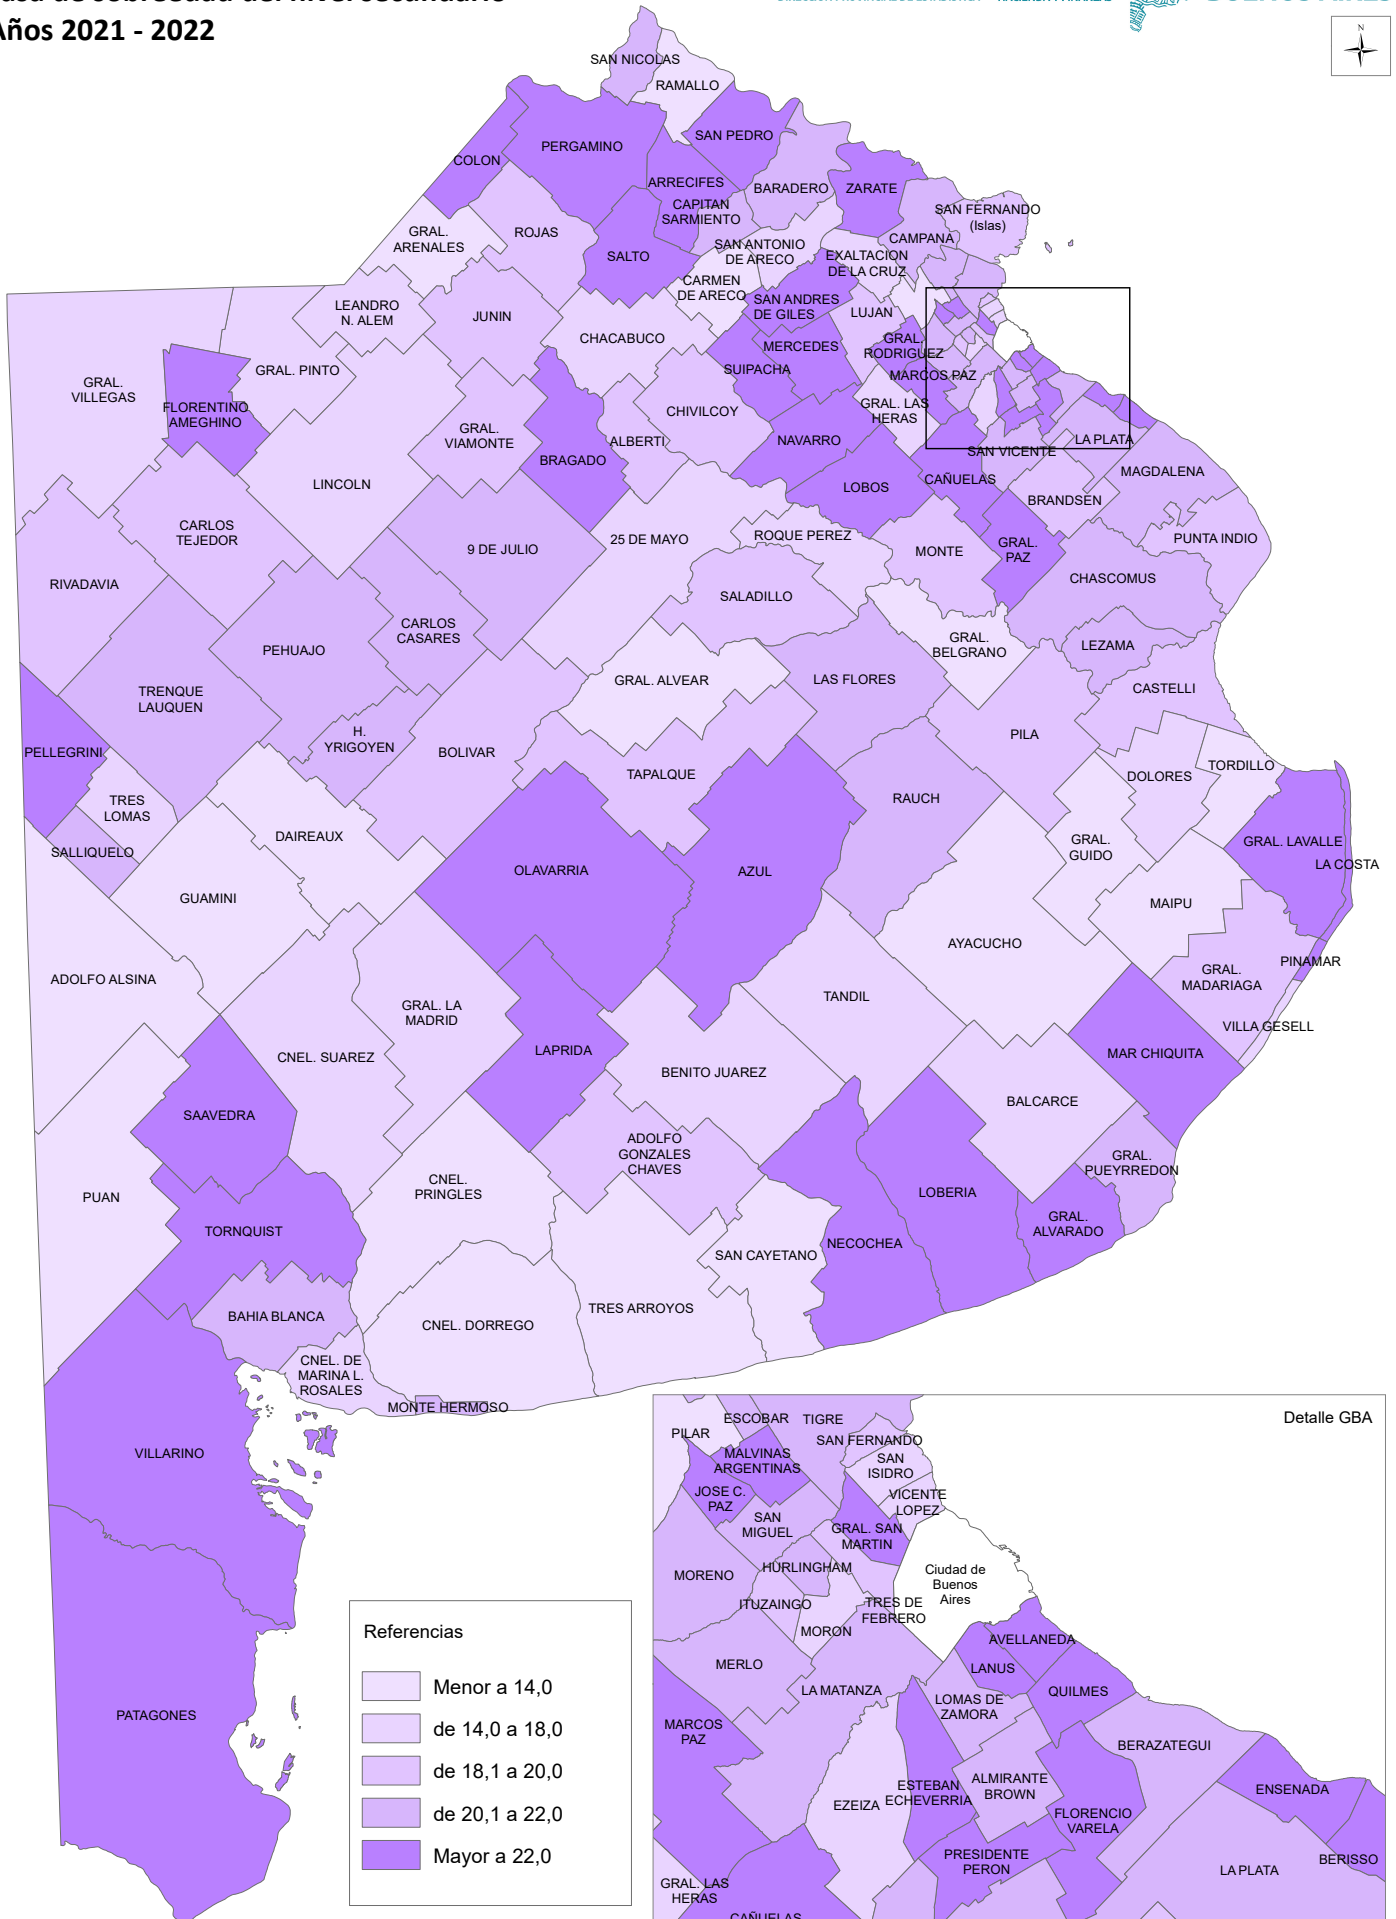 Años 2021 - 2022
N
SAN NICOLAS
RAMALLO
SAN PEDRO
PERGAMINO
COLON
ARRECIFES
BARADERO
ZARATE
CAPITAN
SARMIENTO
SAN FERNANDO
(Islas)
GRAL.
ARENALES
ROJAS
SALTO
SAN ANTONIO
DE ARECO
CAMPANA
EXALTACION
DE LA CRUZ
CARMEN
DE ARECO
SAN ANDRES
DE GILES
LEANDRO
N. ALEM
JUNIN
LUJAN
CHACABUCO
MERCEDES
GRAL.
RODRIGUEZ
SUIPACHA
MARCOS PAZ
GRAL.
VILLEGAS
GRAL. PINTO
FLORENTINO
AMEGHINO
CHIVILCOY
GRAL. LAS
HERAS
GRAL.
VIAMONTE
ALBERTI
NAVARRO
LA PLATA
SAN VICENTE
BRAGADO
MAGDALENA
LINCOLN
LOBOS
CAÑUELAS
BRANDSEN
CARLOS
TEJEDOR
9 DE JULIO
25 DE MAYO
ROQUE PEREZ
MONTE
GRAL.
PAZ
PUNTA INDIO
RIVADAVIA
SALADILLO
CHASCOMUS
CARLOS
CASARES
PEHUAJO
GRAL.
BELGRANO
LEZAMA
TRENQUE
LAUQUEN
GRAL. ALVEAR
LAS FLORES
CASTELLI
PELLEGRINI
H.
YRIGOYEN
BOLIVAR
PILA
TAPALQUE
DOLORES
TORDILLO
TRES
LOMAS
RAUCH
DAIREAUX
SALLIQUELO
GRAL.
GUIDO
GRAL. LAVALLE
LA COSTA
OLAVARRIA
AZUL
GUAMINI
MAIPU
AYACUCHO
PINAMAR
ADOLFO ALSINA
GRAL.
MADARIAGA
GRAL. LA
MADRID
TANDIL
VILLA GESELL
CNEL. SUAREZ
LAPRIDA
MAR CHIQUITA
BENITO JUAREZ
SAAVEDRA
BALCARCE
ADOLFO
GONZALES
CHAVES
GRAL.
PUEYRREDON
PUAN
CNEL.
PRINGLES
LOBERIA
GRAL.
ALVARADO
TORNQUIST
NECOCHEA
SAN CAYETANO
BAHIA BLANCA
TRES ARROYOS
CNEL. DORREGO
CNEL. DE
MARINA L.
ROSALES
MONTE HERMOSO
VILLARINO
PATAGONES
Referencias
Menor a 14,0
de 14,0 a 18,0
de 18,1 a 20,0
de 20,1 a 22,0
Mayor a 22,0
Detalle GBA
ESCOBAR
TIGRE
PILAR
SAN FERNANDO
MALVINAS
ARGENTINAS
SAN
ISIDRO
JOSE C.
PAZ
VICENTE
LOPEZ
SAN
MIGUEL
GRAL. SAN
MARTIN
MORENO
HURLINGHAM
Ciudad de
Buenos
Aires
ITUZAINGO
TRES DE
FEBRERO
MORON
AVELLANEDA
MERLO
LANUS
LA MATANZA
QUILMES
LOMAS DE
ZAMORA
MARCOS
PAZ
BERAZATEGUI
ALMIRANTE
BROWN
ESTEBAN
ECHEVERRIA
ENSENADA
EZEIZA
FLORENCIO
VARELA
PRESIDENTE
PERON
BERISSO
LA PLATA
GRAL. LAS
HERAS
CAÑUELAS